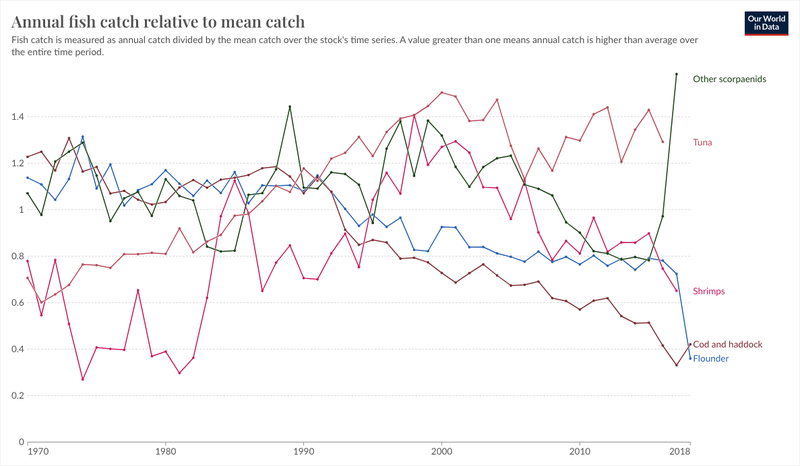 Annual fish catch relative to mean catch
Our World
in Data
Fish catch is measured as annual catch divided by the mean catch over the stock's time series. A value greater than one means annual catch is higher than average over
the entire time period.
Other scorpaenids
1.4
Tuna
1.2
1
0.8
Shrimps
0.6
0.4
Cod and haddock
Flounder
0.2
0
1970 1980 1990 2000 2010 2018